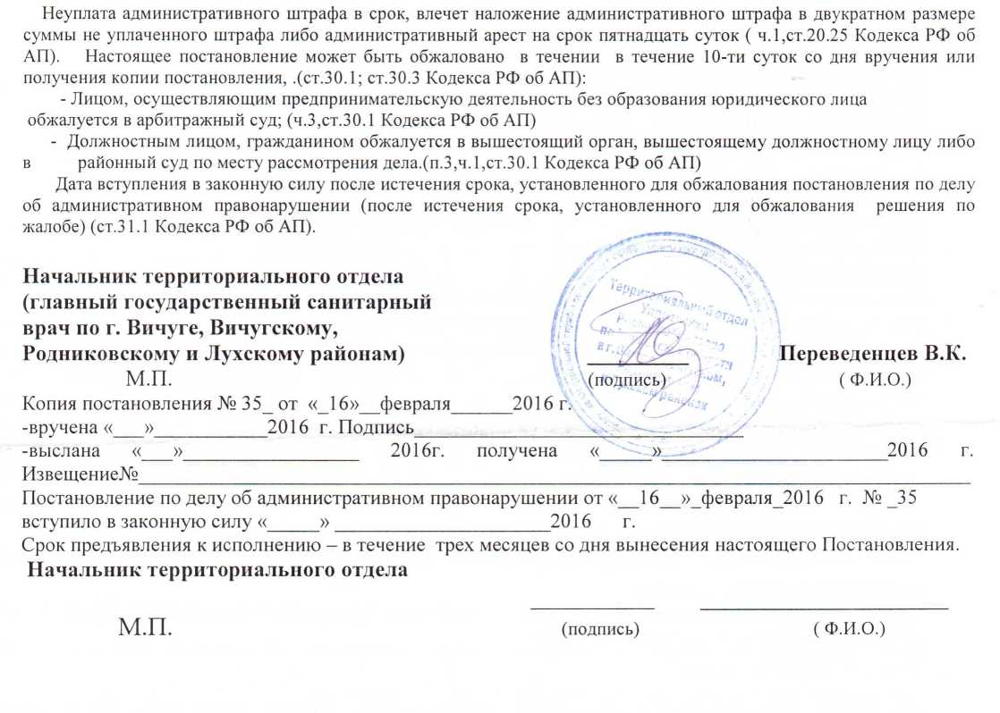 Неуплата административного штрафа в срок, влечет наложение административного штрафа в двукратном размере
суммы не уплаченного штрафа либо административный арест на срок пятнадцать суток ( ч.1,ст.20.25 Кодекса РФ об
АП). Настоящее постановление может быть обжаловано в течении в течение 10-ти суток со дня вручения или
получения копии постановления, .(ст.30.1; ст.30.3 Кодекса РФ об АП):
- Лицом, осуществляющим предпринимательскую деятельность без образования юридического лица
обжалуется в арбитражный суд; (ч.3,ст.30.1 Кодекса РФ об АП)
- Должностным лицом, гражданином обжалуется в вышестоящий орган, вышестоящему должностному лицу либо
в районный суд по месту рассмотрения дела.(п.3,ч.1,ст.30.1 Кодекса РФ об АП)
Дата вступления в законную силу после истечения срока, установленного для обжалования постановления по делу
об административном правонарушении (после истечения срока, установленного для обжалования решения по
жалобе) (ст.31.1 Кодекса РФ об АП).
Начальник территориального отдела
(главный государственный санитарный
врач по г. Вичуге, Вичугскому,
Родниковскому и Лухскому районам) __________ Переведенцев В.К.
М.П. (подпись) ( Ф.И.О.)
Территориальный отдел
Копия постановления № 35_ от «_16»__февраля______2016 г.
-вручена «___»___________2016 г. Подпись________________________________
-выслана «___»_________________ 2016г. получена «_____»______________________2016 г.
Извещение№________________________________________________________________________________
Постановление по делу об административном правонарушении от «__16__»_февраля_2016 г. № _35
вступило в законную силу «_____» _____________________2016 г.
Срок предъявления к исполнению – в течение трех месяцев со дня вынесения настоящего Постановления.
Начальник территориального отдела
____________ ________________________
М.П. (подпись) ( Ф.И.О.)